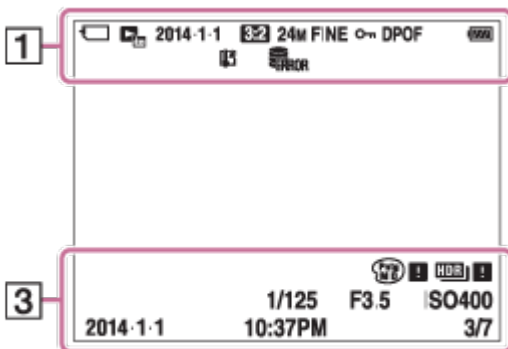 1
2014-1-1 3:2 24M FINE DPOF
ERROR
3
HDR
1/125 F3.5 ISO400
2014-1-1 10:37PM 3/7